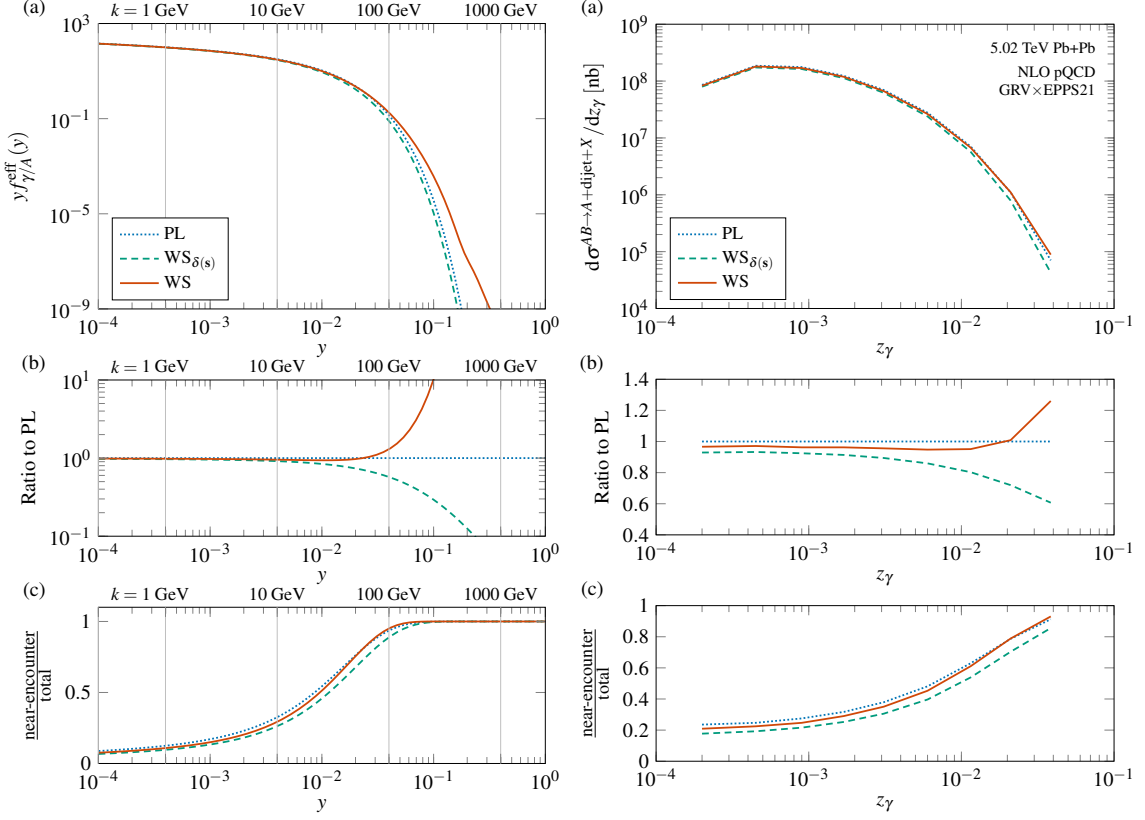 (a)
k = 1 GeV 10 GeV 100 GeV 1000 GeV
10^3
10^−1
10^−5
10^−9
y f^eff_γ/A (y)
PL
WS_δ(s)
WS
10^−4 10^−3 10^−2 10^−1 10^0
y
(b)
k = 1 GeV 10 GeV 100 GeV 1000 GeV
10^1
10^0
10^−1
Ratio to PL
10^−4 10^−3 10^−2 10^−1 10^0
y
(c)
k = 1 GeV 10 GeV 100 GeV 1000 GeV
1
0.5
0
near-encounter
total
10^−4 10^−3 10^−2 10^−1 10^0
y
(a)
10^9
10^8
10^7
10^6
10^5
10^4
dσ^AB→A+dijet+X/dz_γ [nb]
5.02 TeV Pb+Pb
NLO pQCD
GRV×EPPS21
PL
WS_δ(s)
WS
10^−4 10^−3 10^−2 10^−1
z_γ
(b)
1.4
1.2
1
0.8
0.6
0.4
Ratio to PL
10^−4 10^−3 10^−2 10^−1
z_γ
(c)
1
0.8
0.6
0.4
0.2
0
near-encounter
total
10^−4 10^−3 10^−2 10^−1
z_γ